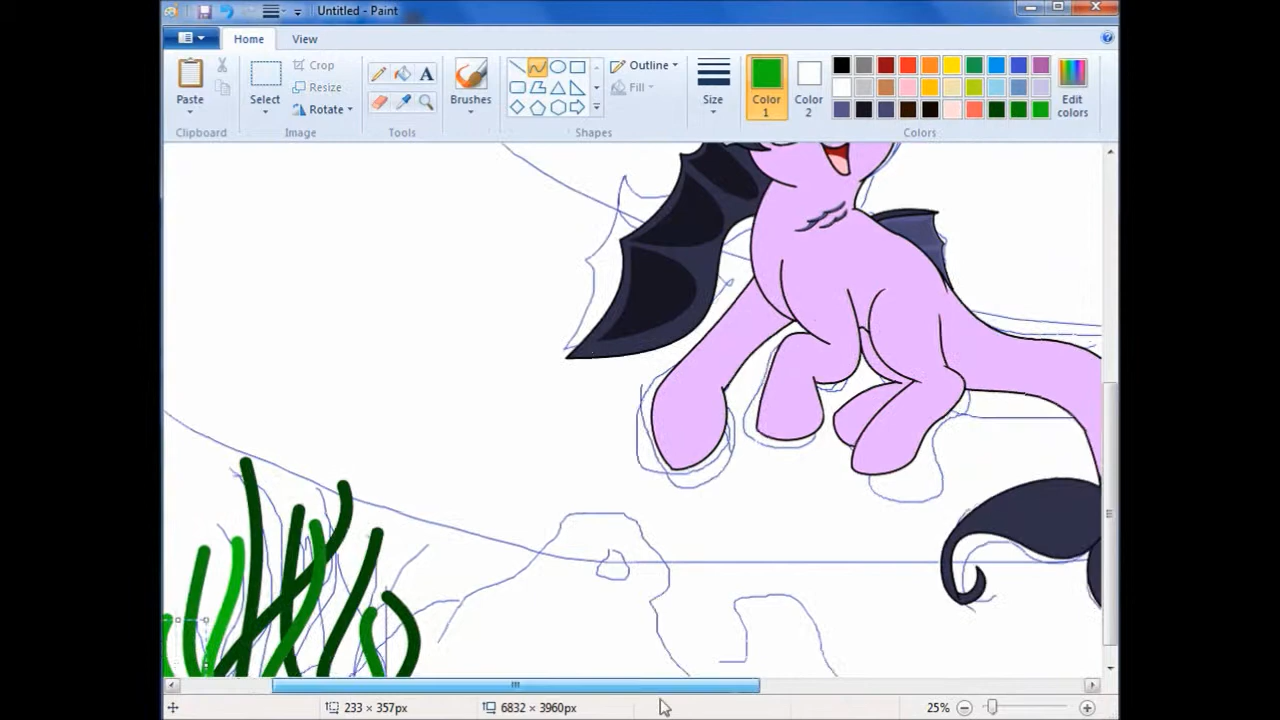 Untitled - Paint
Home View
Paste
Crop
Resize
Rotate
Select
Clipboard
Image
A
Tools
Brushes
Outline
Fill
Shapes
Size
Color 1
Color 2
Edit colors
Colors
233 × 357px
6832 × 3960px
25%